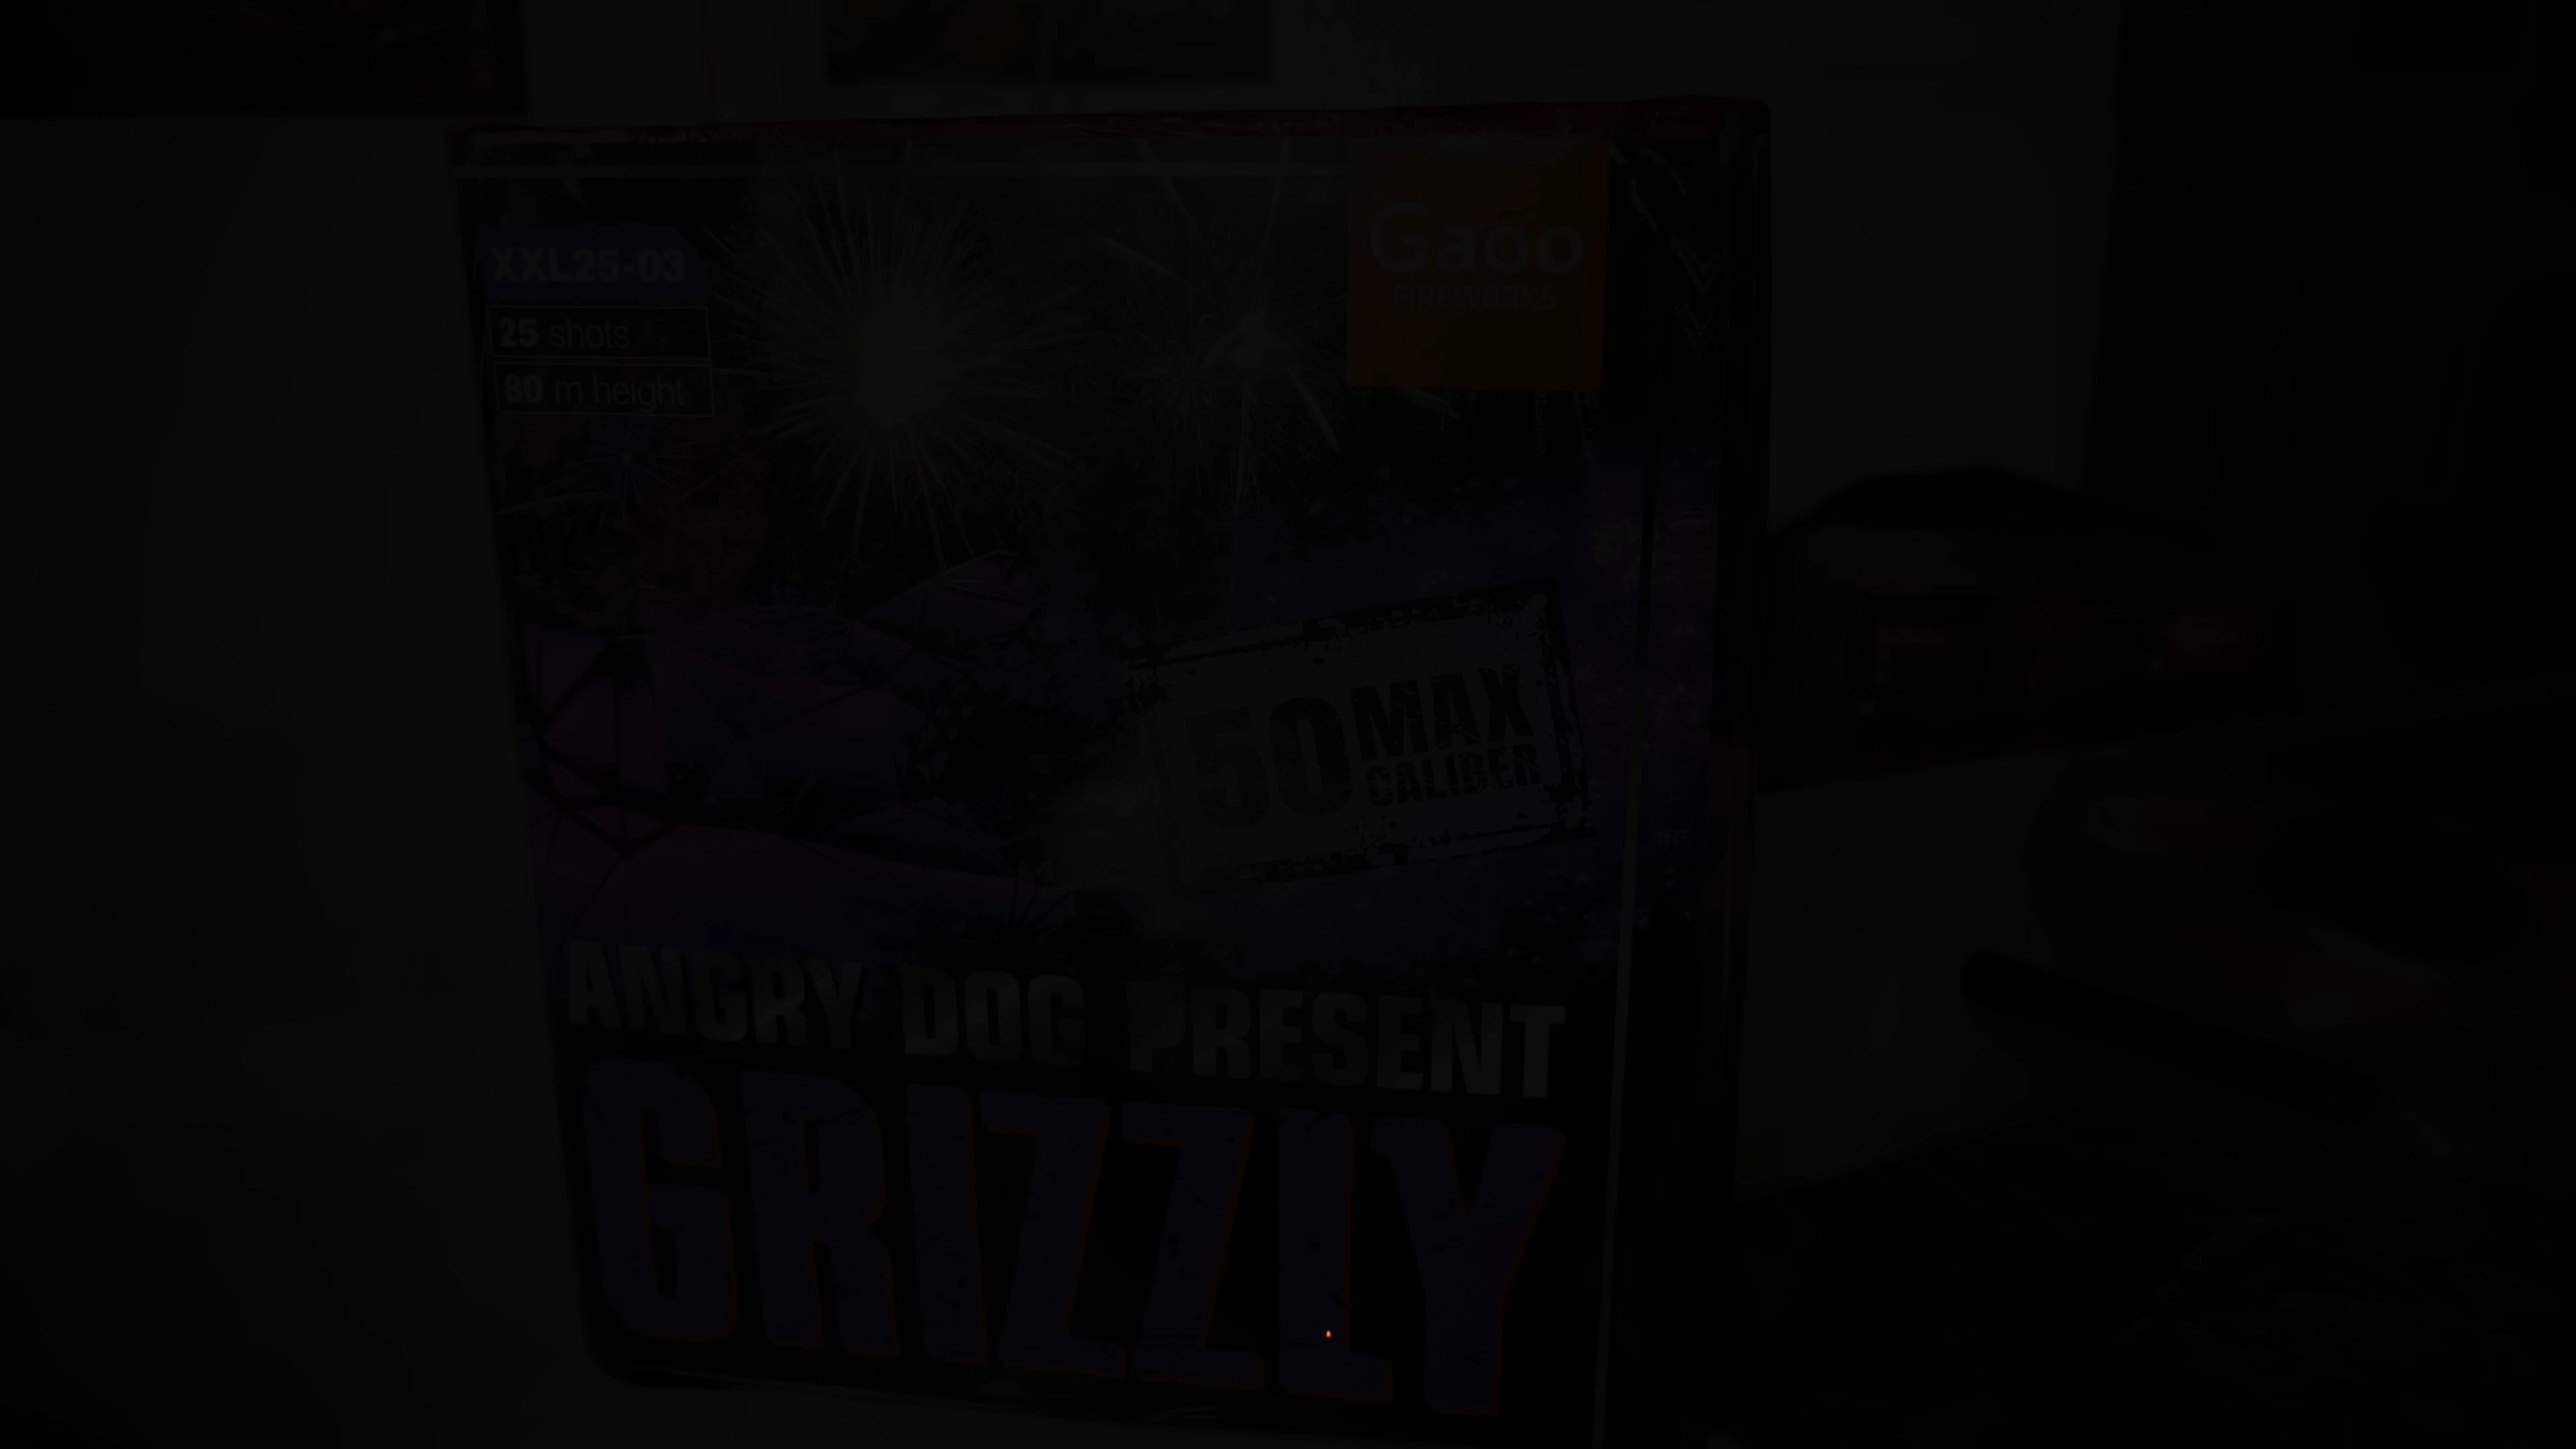 XXL25-03
25 shots
80 m height
Gaoo
FIREWORKS
50 MAX
CALIBER
ANGRY DOG PRESENT
GRIZZLY